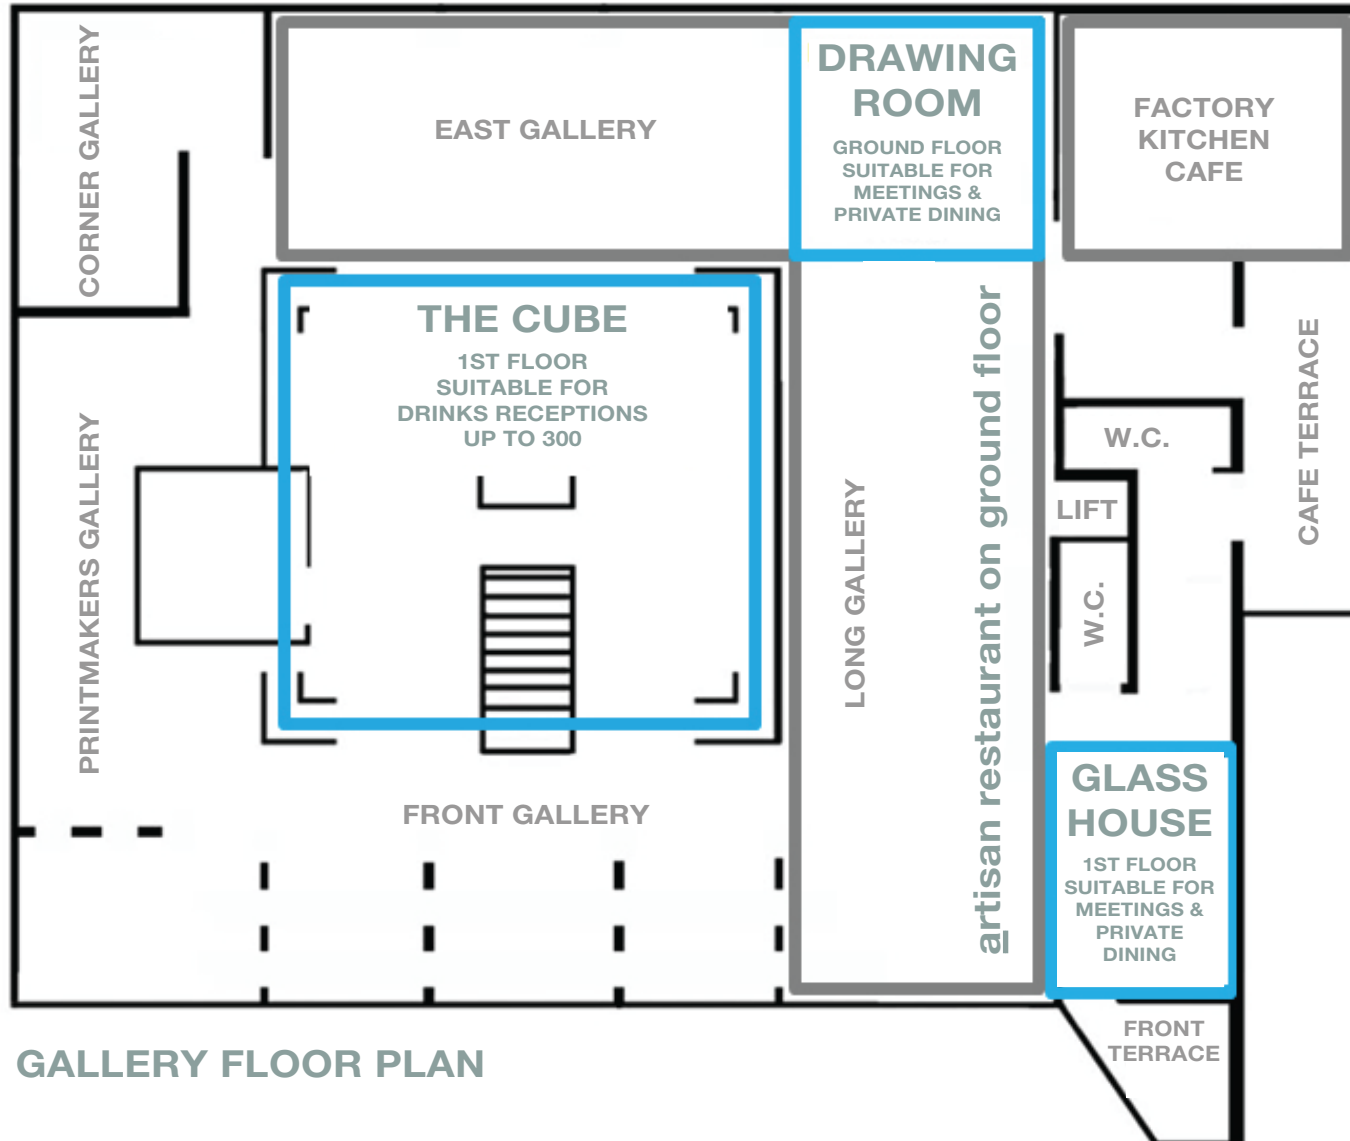 CORNER GALLERY
EAST GALLERY
DRAWING
ROOM
GROUND FLOOR
SUITABLE FOR
MEETINGS &
PRIVATE DINING
FACTORY
KITCHEN
CAFE
THE CUBE
1ST FLOOR
SUITABLE FOR
DRINKS RECEPTIONS
UP TO 300
PRINTMAKERS GALLERY
LONG GALLERY
artisan restaurant on ground floor
W.C.
LIFT
W.C.
CAFE TERRACE
FRONT GALLERY
GLASS
HOUSE
1ST FLOOR
SUITABLE FOR
MEETINGS &
PRIVATE
DINING
FRONT
TERRACE
GALLERY FLOOR PLAN